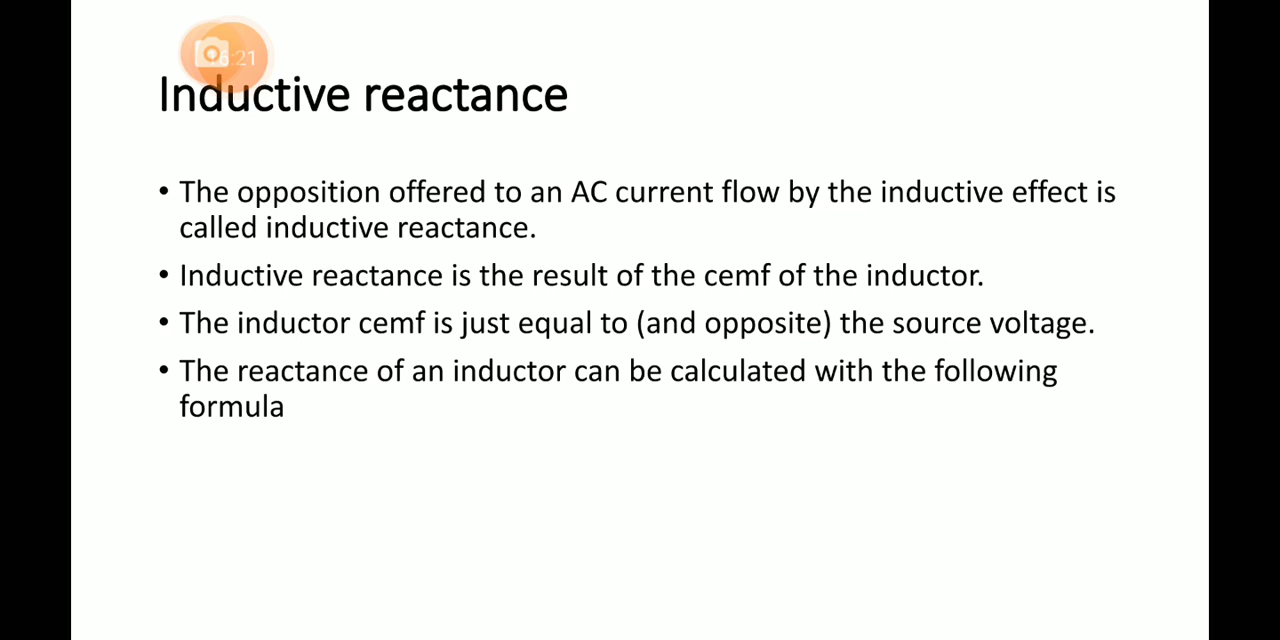 Inductive reactance
• The opposition offered to an AC current flow by the inductive effect is
called inductive reactance.
• Inductive reactance is the result of the cemf of the inductor.
• The inductor cemf is just equal to (and opposite) the source voltage.
• The reactance of an inductor can be calculated with the following
formula